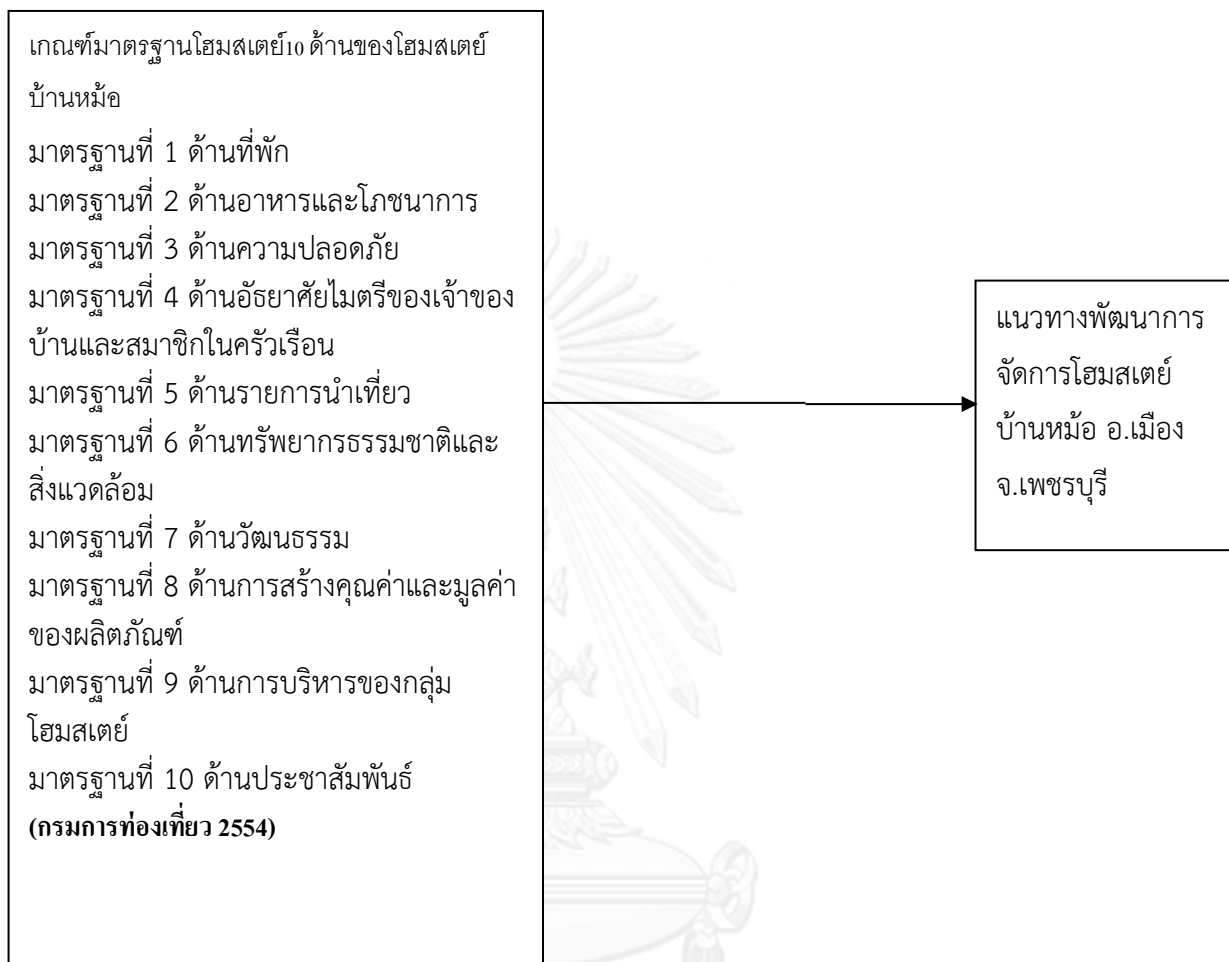 เกณฑ์มาตรฐานโฮมสเตย์10 ด้านของโฮมสเตย์
บ้านหม้อ
มาตรฐานที่ 1 ด้านที่พัก
มาตรฐานที่ 2 ด้านอาหารและโภชนาการ
มาตรฐานที่ 3 ด้านความปลอดภัย
มาตรฐานที่ 4 ด้านอัธยาศัยไมตรีของเจ้าของ
บ้านและสมาชิกในครัวเรือน
มาตรฐานที่ 5 ด้านรายการนำเที่ยว
มาตรฐานที่ 6 ด้านทรัพยากรธรรมชาติและ
สิ่งแวดล้อม
มาตรฐานที่ 7 ด้านวัฒนธรรม
มาตรฐานที่ 8 ด้านการสร้างคุณค่าและมูลค่า
ของผลิตภัณฑ์
มาตรฐานที่ 9 ด้านการบริหารของกลุ่ม
โฮมสเตย์
มาตรฐานที่ 10 ด้านประชาสัมพันธ์
(กรมการท่องเที่ยว 2554)
แนวทางพัฒนาการ
จัดการโฮมสเตย์
บ้านหม้อ อ.เมือง
จ.เพชรบุรี